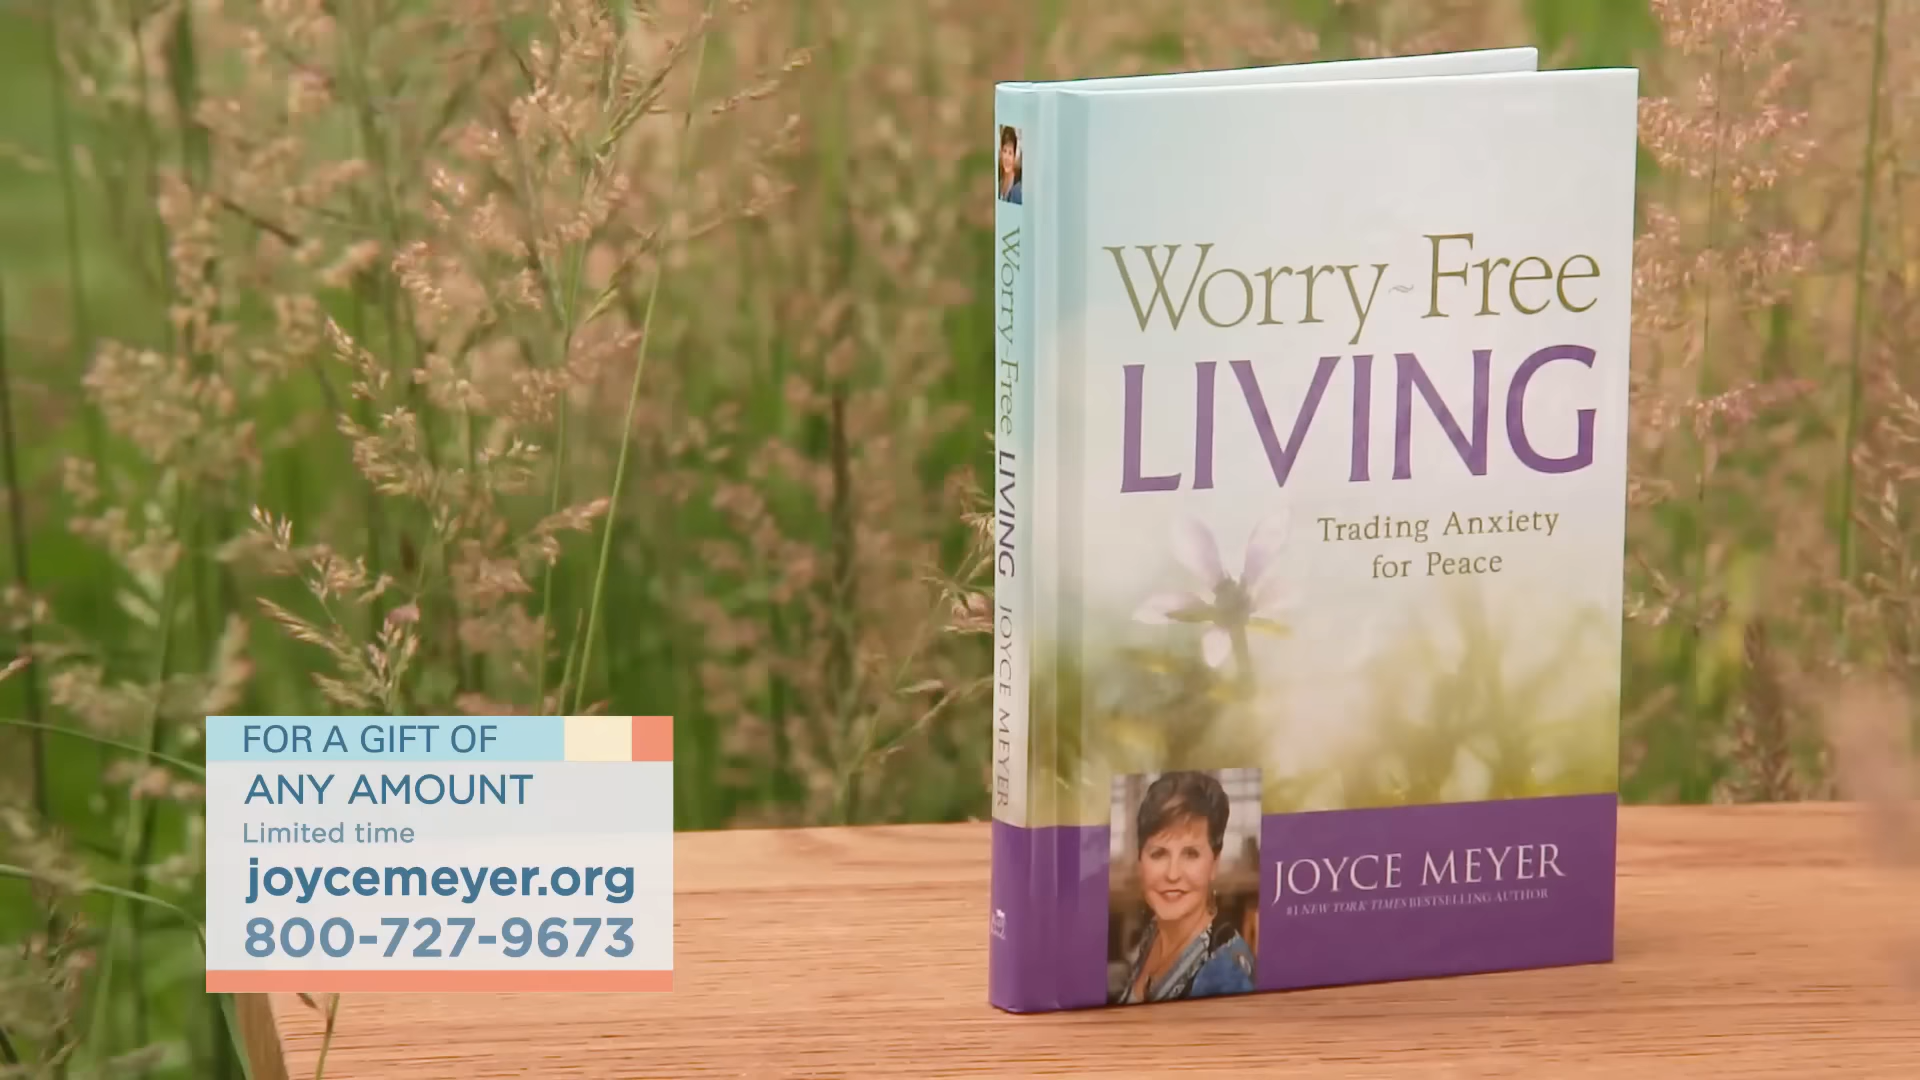 Worry-Free
LIVING
Trading Anxiety
for Peace
JOYCE MEYER
#1 NEW YORK TIMES BESTSELLING AUTHOR
Worry-Free LIVING JOYCE MEYER
FOR A GIFT OF
ANY AMOUNT
Limited time
joycemeyer.org
800-727-9673